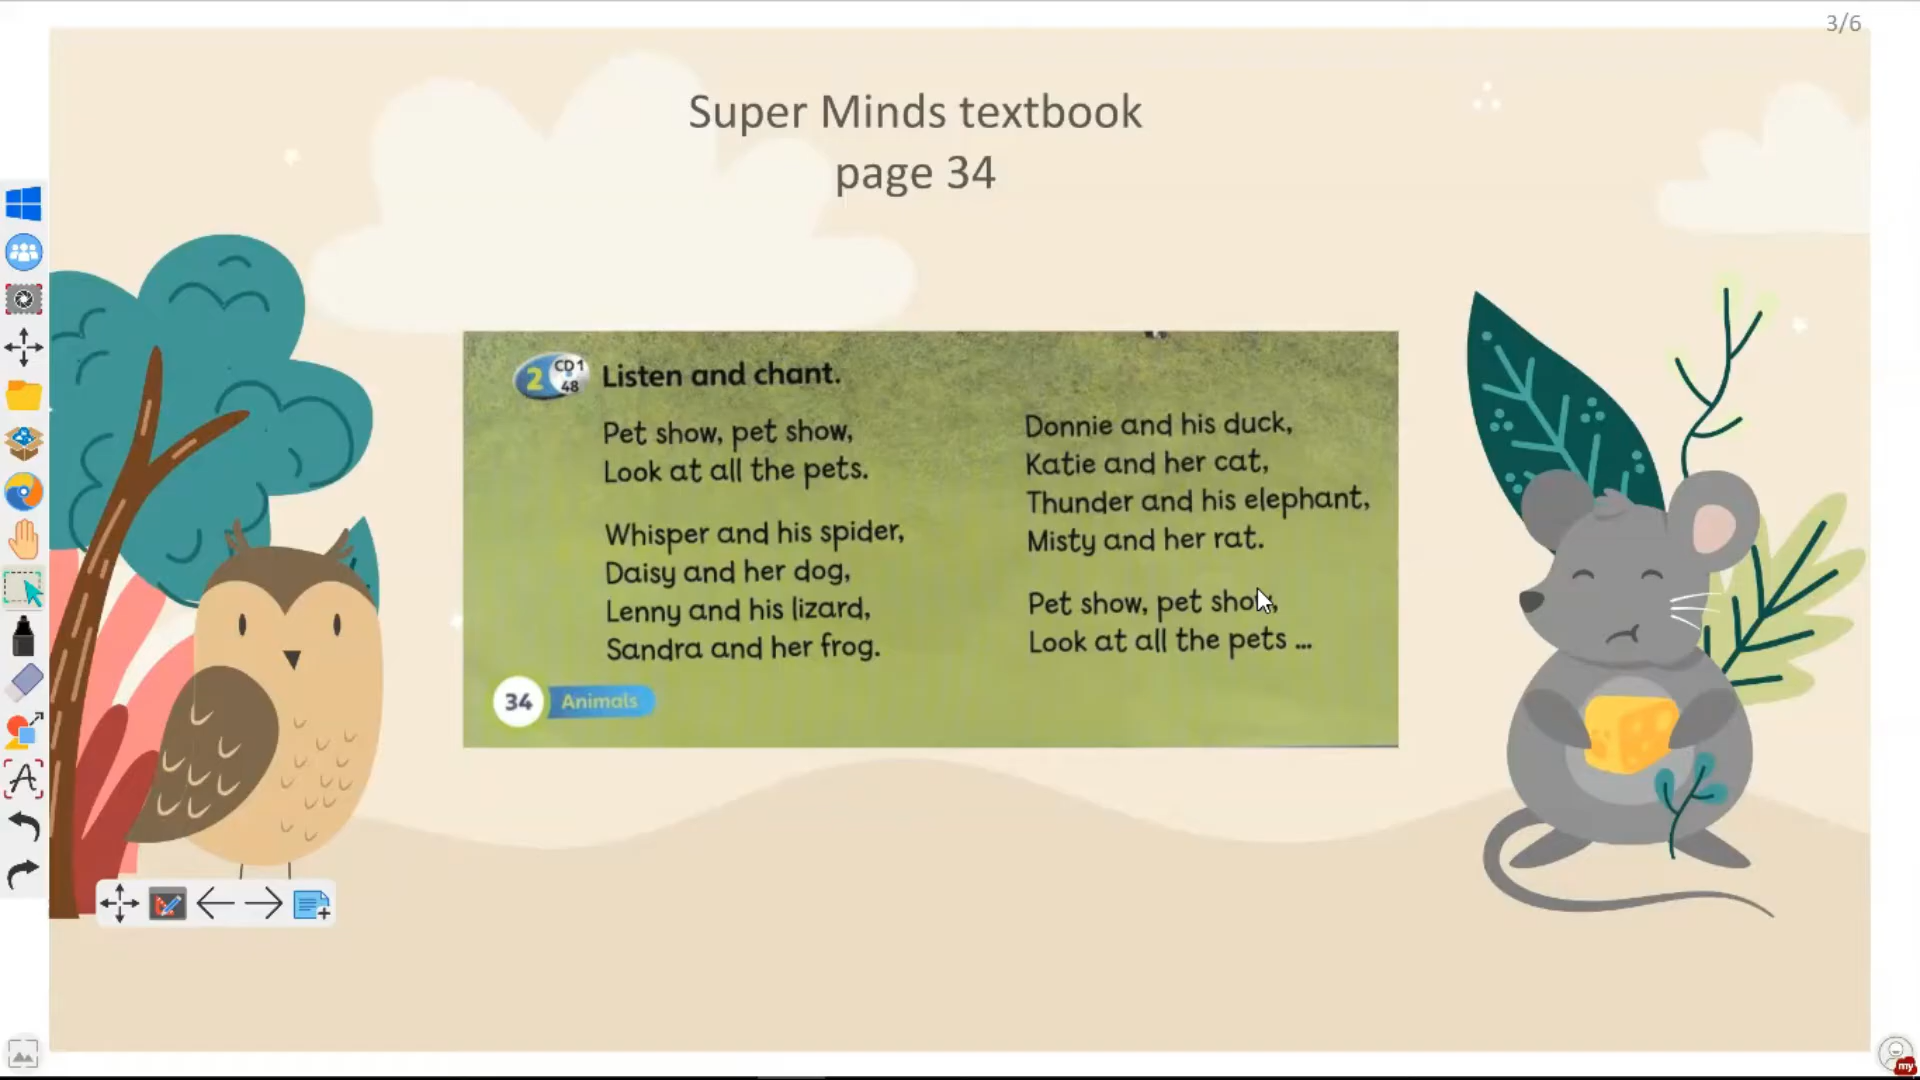 3/6
Super Minds textbook
page 34
2 CD1
48
Listen and chant.
Pet show, pet show,
Look at all the pets.
Whisper and his spider,
Daisy and her dog,
Lenny and his lizard,
Sandra and her frog.
Donnie and his duck,
Katie and her cat,
Thunder and his elephant,
Misty and her rat.
Pet show, pet show,
Look at all the pets ...
34 Animals
my